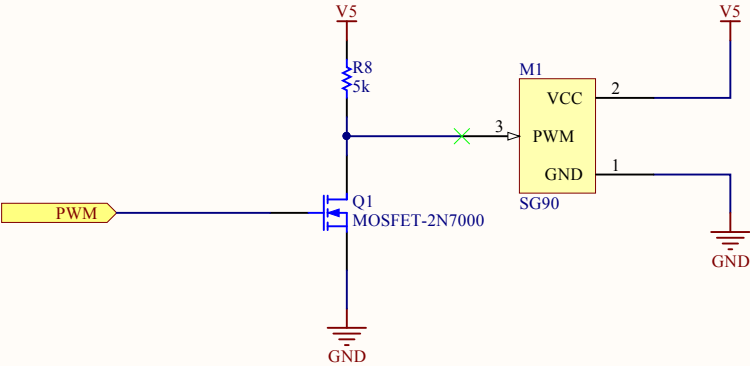 V5
V5
R8
5k
M1
VCC
2
3
PWM
GND
1
SG90
PWM
Q1
MOSFET-2N7000
GND
GND